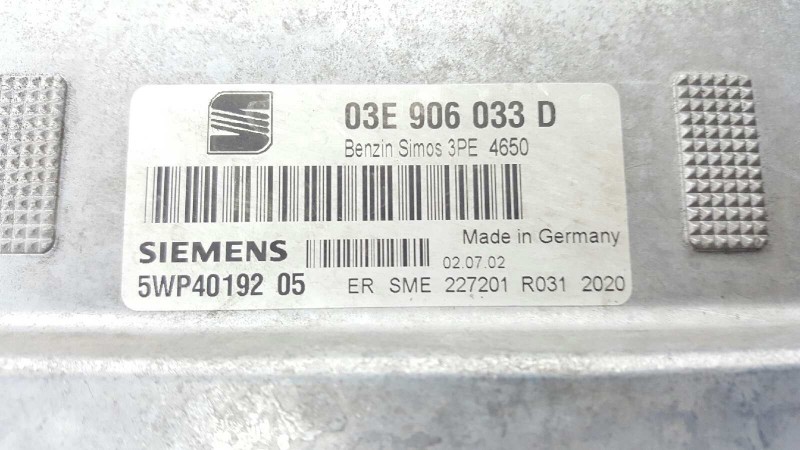 03E 906 033 D
Benzin Simos 3PE 4650
Made in Germany
SIEMENS
02.07.02
5WP40192 05 ER SME 227201 R031 2020